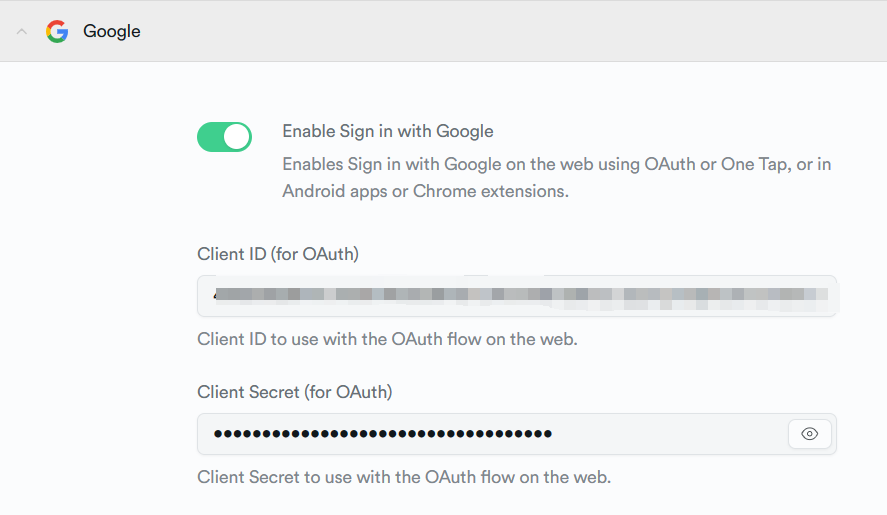 Google
Enable Sign in with Google
Enables Sign in with Google on the web using OAuth or One Tap, or in
Android apps or Chrome extensions.
Client ID (for OAuth)
Client ID to use with the OAuth flow on the web.
Client Secret (for OAuth)
••••••••••••••••••••••••••••••••••••
Client Secret to use with the OAuth flow on the web.